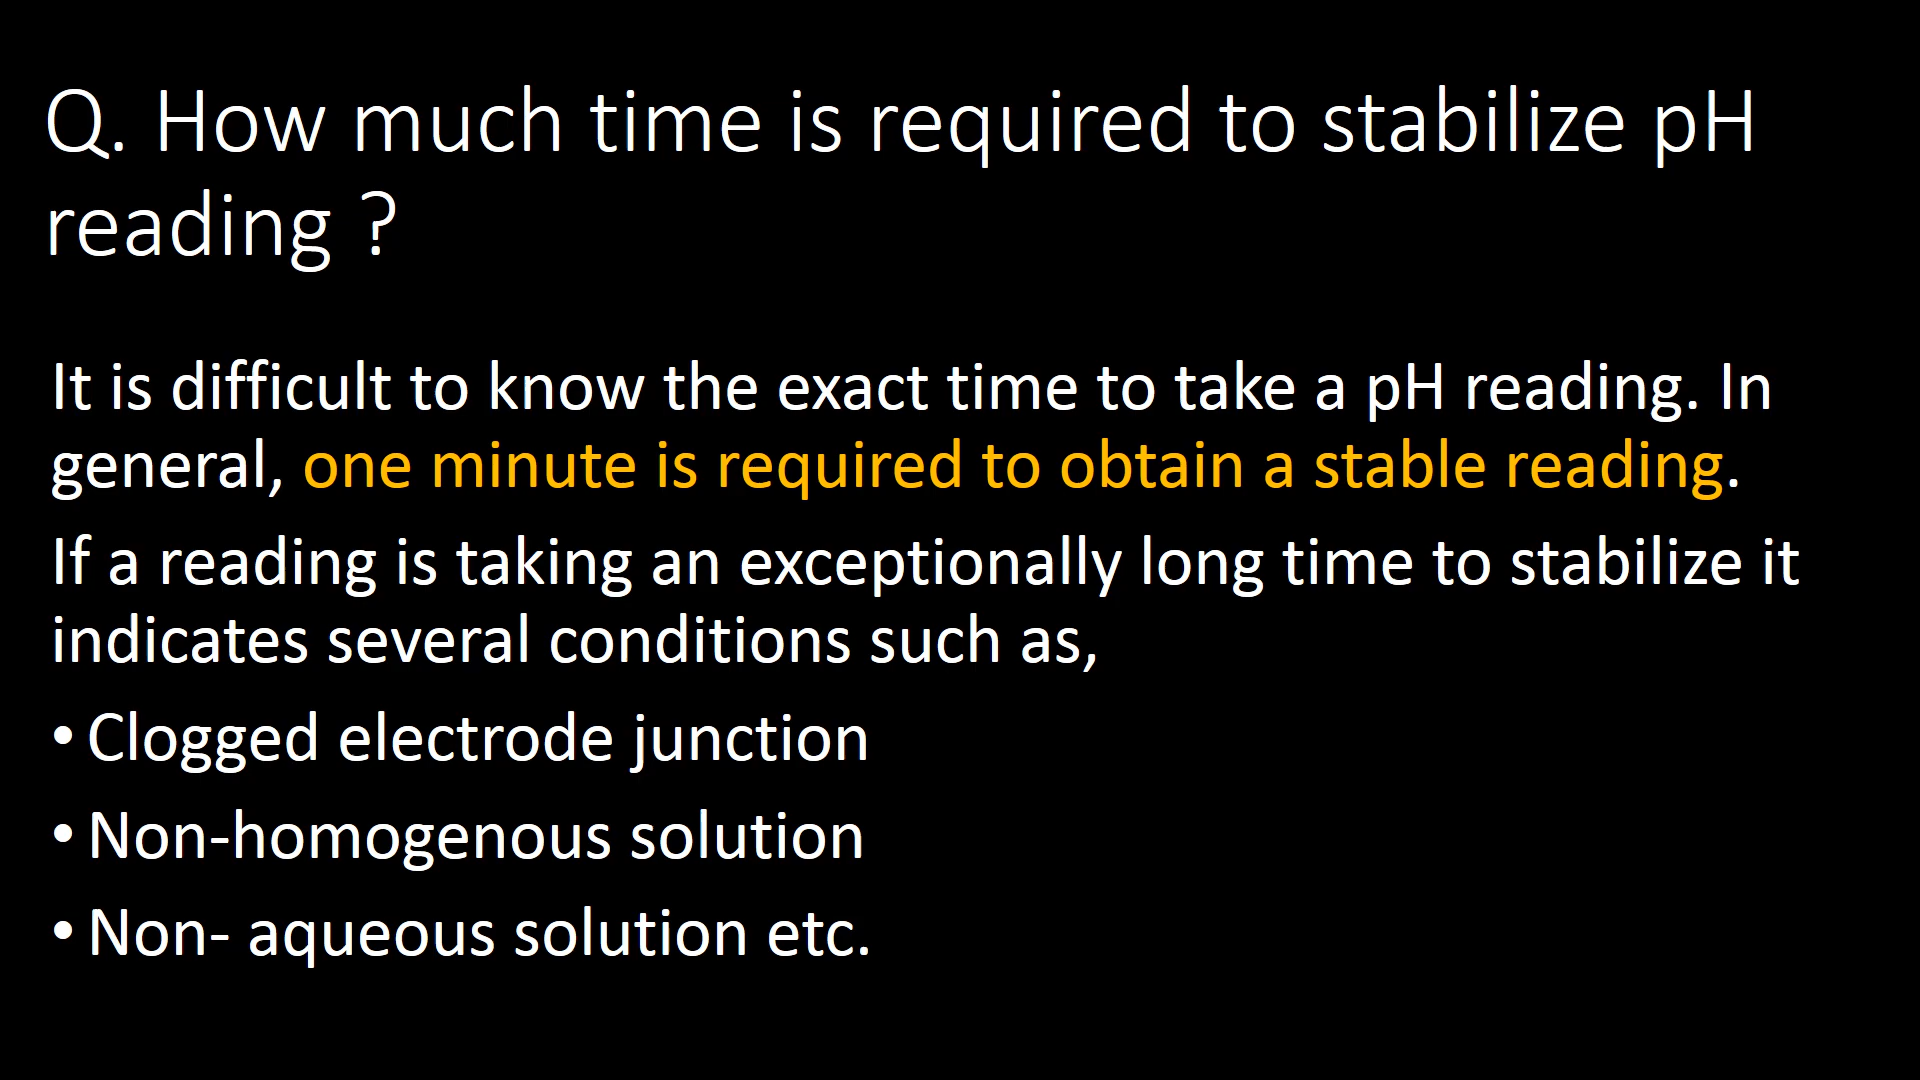 Q. How much time is required to stabilize pH
reading ?
It is difficult to know the exact time to take a pH reading. In
general, one minute is required to obtain a stable reading.
If a reading is taking an exceptionally long time to stabilize it
indicates several conditions such as,
• Clogged electrode junction
• Non-homogenous solution
• Non- aqueous solution etc.